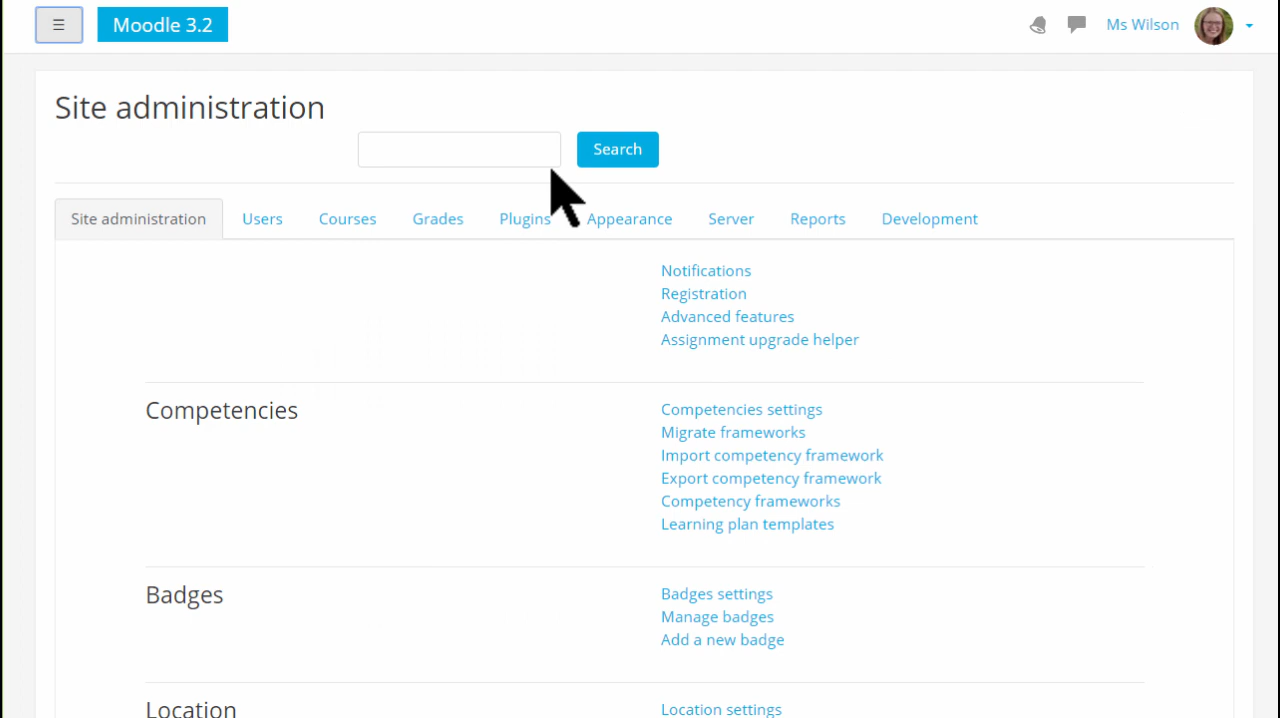 ☰ Moodle 3.2 Ms Wilson
Site administration
Search
Site administration Users Courses Grades Plugins Appearance Server Reports Development
Notifications
Registration
Advanced features
Assignment upgrade helper
Competencies
Competencies settings
Migrate frameworks
Import competency framework
Export competency framework
Competency frameworks
Learning plan templates
Badges
Badges settings
Manage badges
Add a new badge
Location
Location settings